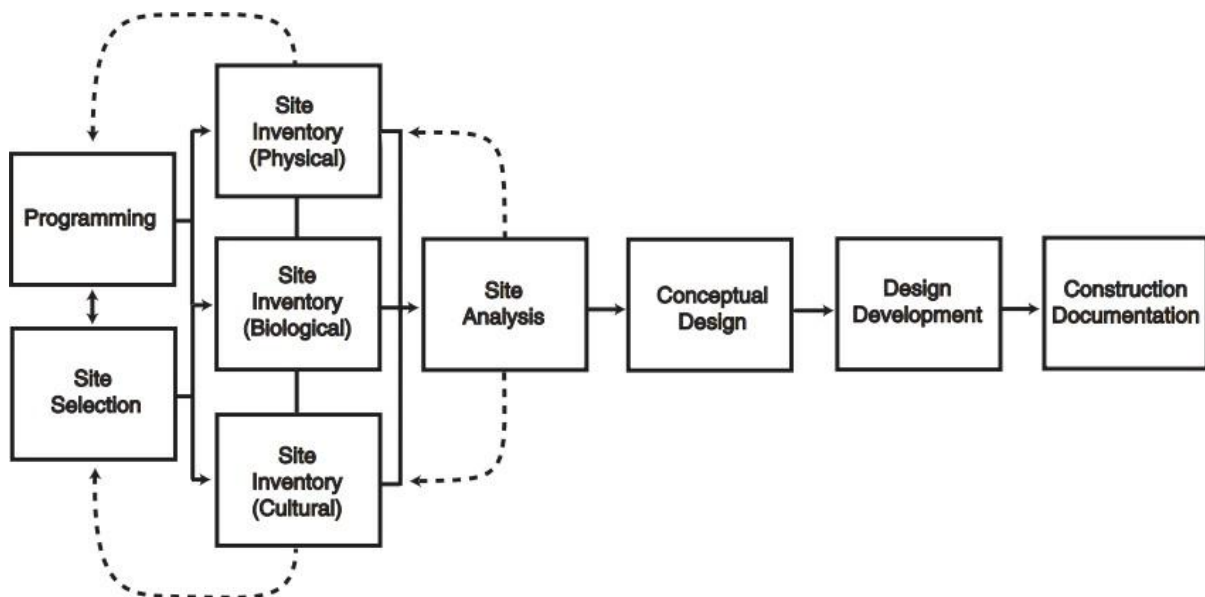 Programming
Site
Selection
Site
Inventory
(Physical)
Site
Inventory
(Biological)
Site
Inventory
(Cultural)
Site
Analysis
Conceptual
Design
Design
Development
Construction
Documentation